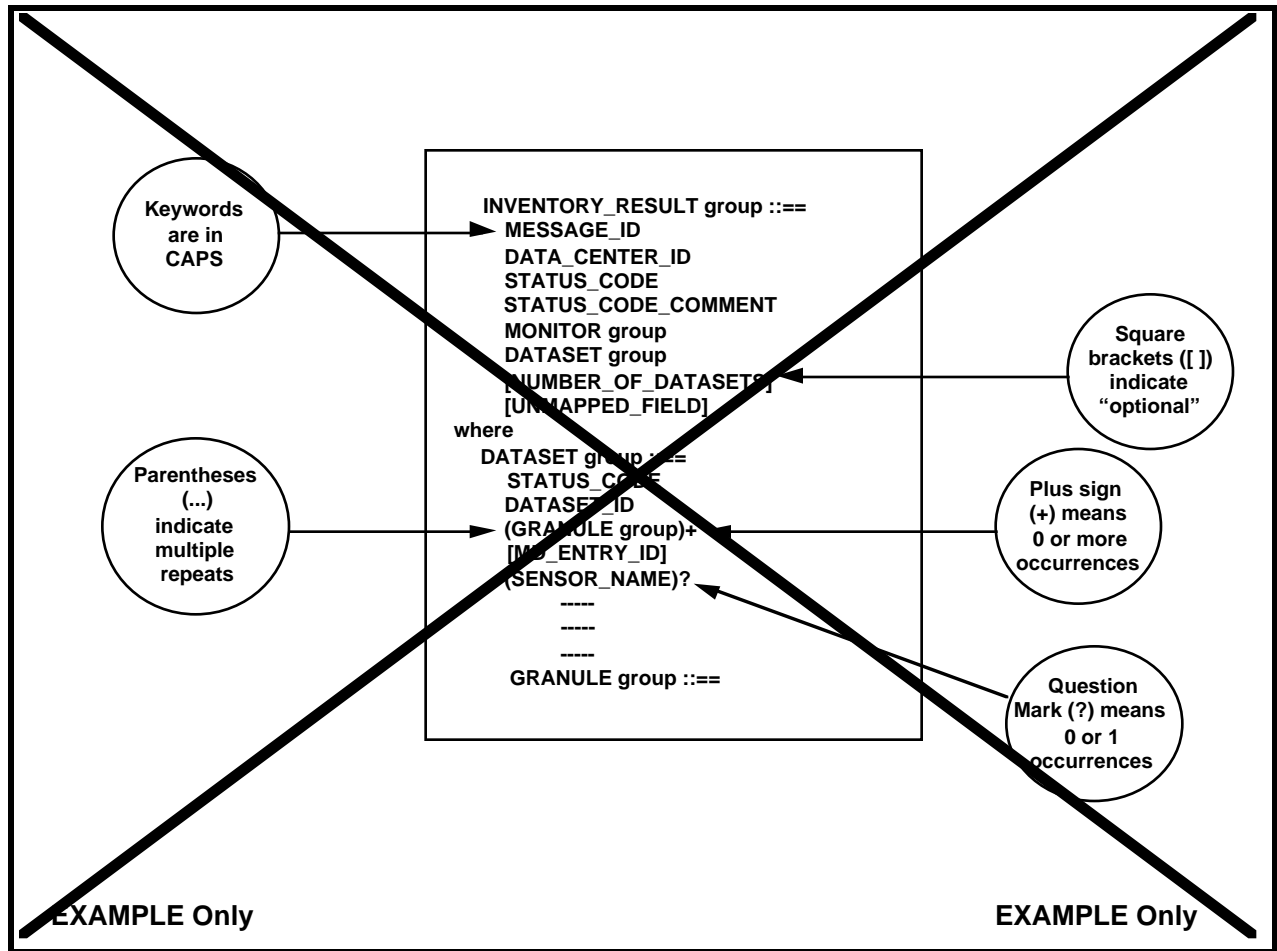 Keywords
are in
CAPS
INVENTORY_RESULT group ::==
MESSAGE_ID
DATA_CENTER_ID
STATUS_CODE
STATUS_CODE_COMMENT
MONITOR group
DATASET group
[NUMBER_OF_DATASETS]
[UNMAPPED_FIELD]
where
DATASET group ::==
STATUS_CODE
DATASET_ID
(GRANULE group)+
[MD_ENTRY_ID]
(SENSOR_NAME)?
-----
-----
-----
GRANULE group ::==
Square
brackets ([ ])
indicate
“optional”
Parentheses
(...)
indicate
multiple
repeats
Plus sign
(+) means
0 or more
occurrences
Question
Mark (?) means
0 or 1
occurrences
EXAMPLE Only
EXAMPLE Only